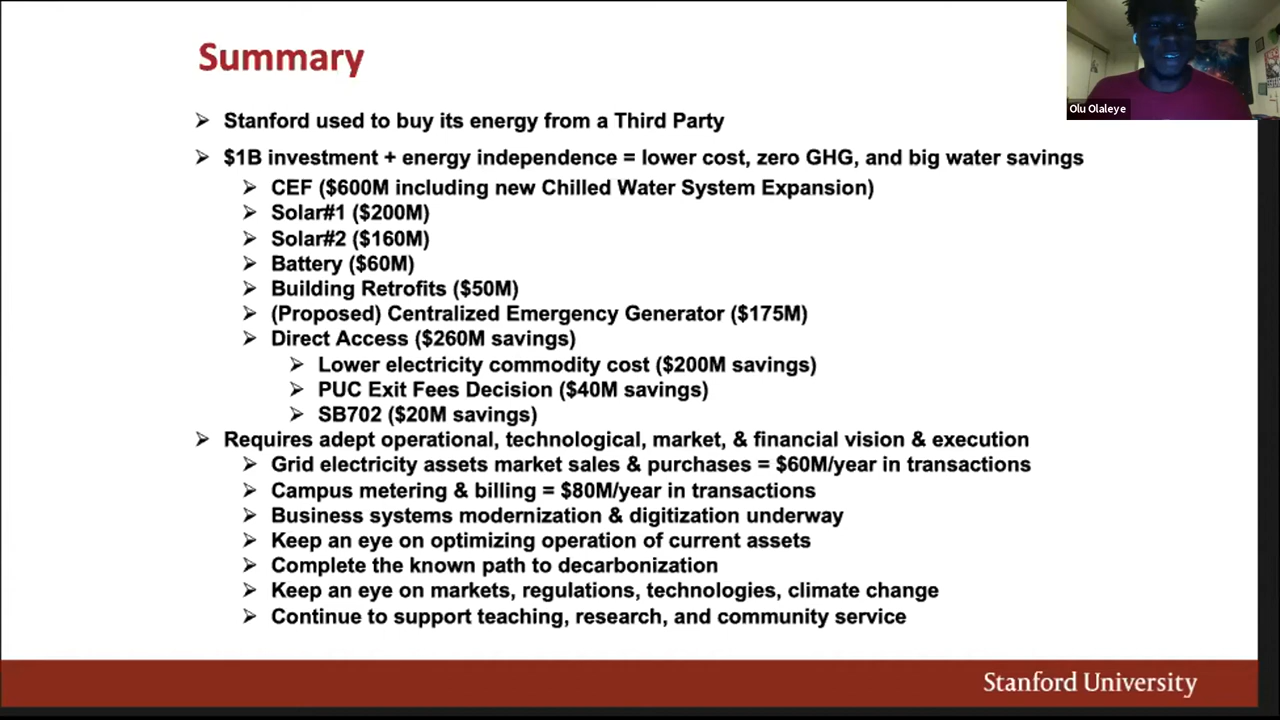 Summary
Olu Olaleye
➢ Stanford used to buy its energy from a Third Party
➢ $1B investment + energy independence = lower cost, zero GHG, and big water savings
➢ CEF ($600M including new Chilled Water System Expansion)
➢ Solar#1 ($200M)
➢ Solar#2 ($160M)
➢ Battery ($60M)
➢ Building Retrofits ($50M)
➢ (Proposed) Centralized Emergency Generator ($175M)
➢ Direct Access ($260M savings)
➢ Lower electricity commodity cost ($200M savings)
➢ PUC Exit Fees Decision ($40M savings)
➢ SB702 ($20M savings)
➢ Requires adept operational, technological, market, & financial vision & execution
➢ Grid electricity assets market sales & purchases = $60M/year in transactions
➢ Campus metering & billing = $80M/year in transactions
➢ Business systems modernization & digitization underway
➢ Keep an eye on optimizing operation of current assets
➢ Complete the known path to decarbonization
➢ Keep an eye on markets, regulations, technologies, climate change
➢ Continue to support teaching, research, and community service
Stanford University